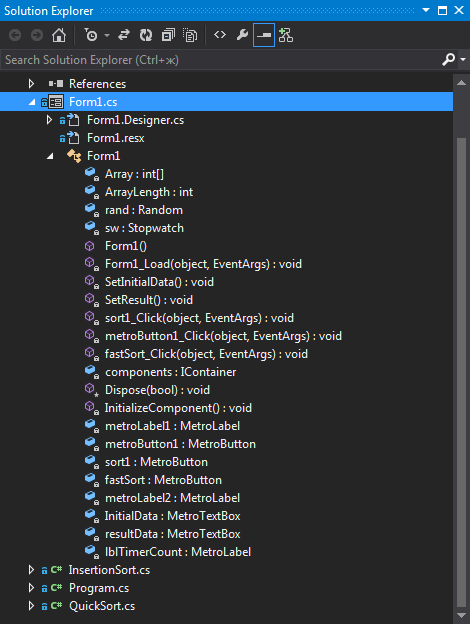 Solution Explorer
Search Solution Explorer (Ctrl+ж)
References
Form1.cs
Form1.Designer.cs
Form1.resx
Form1
Array : int[]
ArrayLength : int
rand : Random
sw : Stopwatch
Form1()
Form1_Load(object, EventArgs) : void
SetInitialData() : void
SetResult() : void
sort1_Click(object, EventArgs) : void
metroButton1_Click(object, EventArgs) : void
fastSort_Click(object, EventArgs) : void
components : IContainer
Dispose(bool) : void
InitializeComponent() : void
metroLabel1 : MetroLabel
metroButton1 : MetroButton
sort1 : MetroButton
fastSort : MetroButton
metroLabel2 : MetroLabel
InitialData : MetroTextBox
resultData : MetroTextBox
lblTimerCount : MetroLabel
C# InsertionSort.cs
C# Program.cs
C# QuickSort.cs